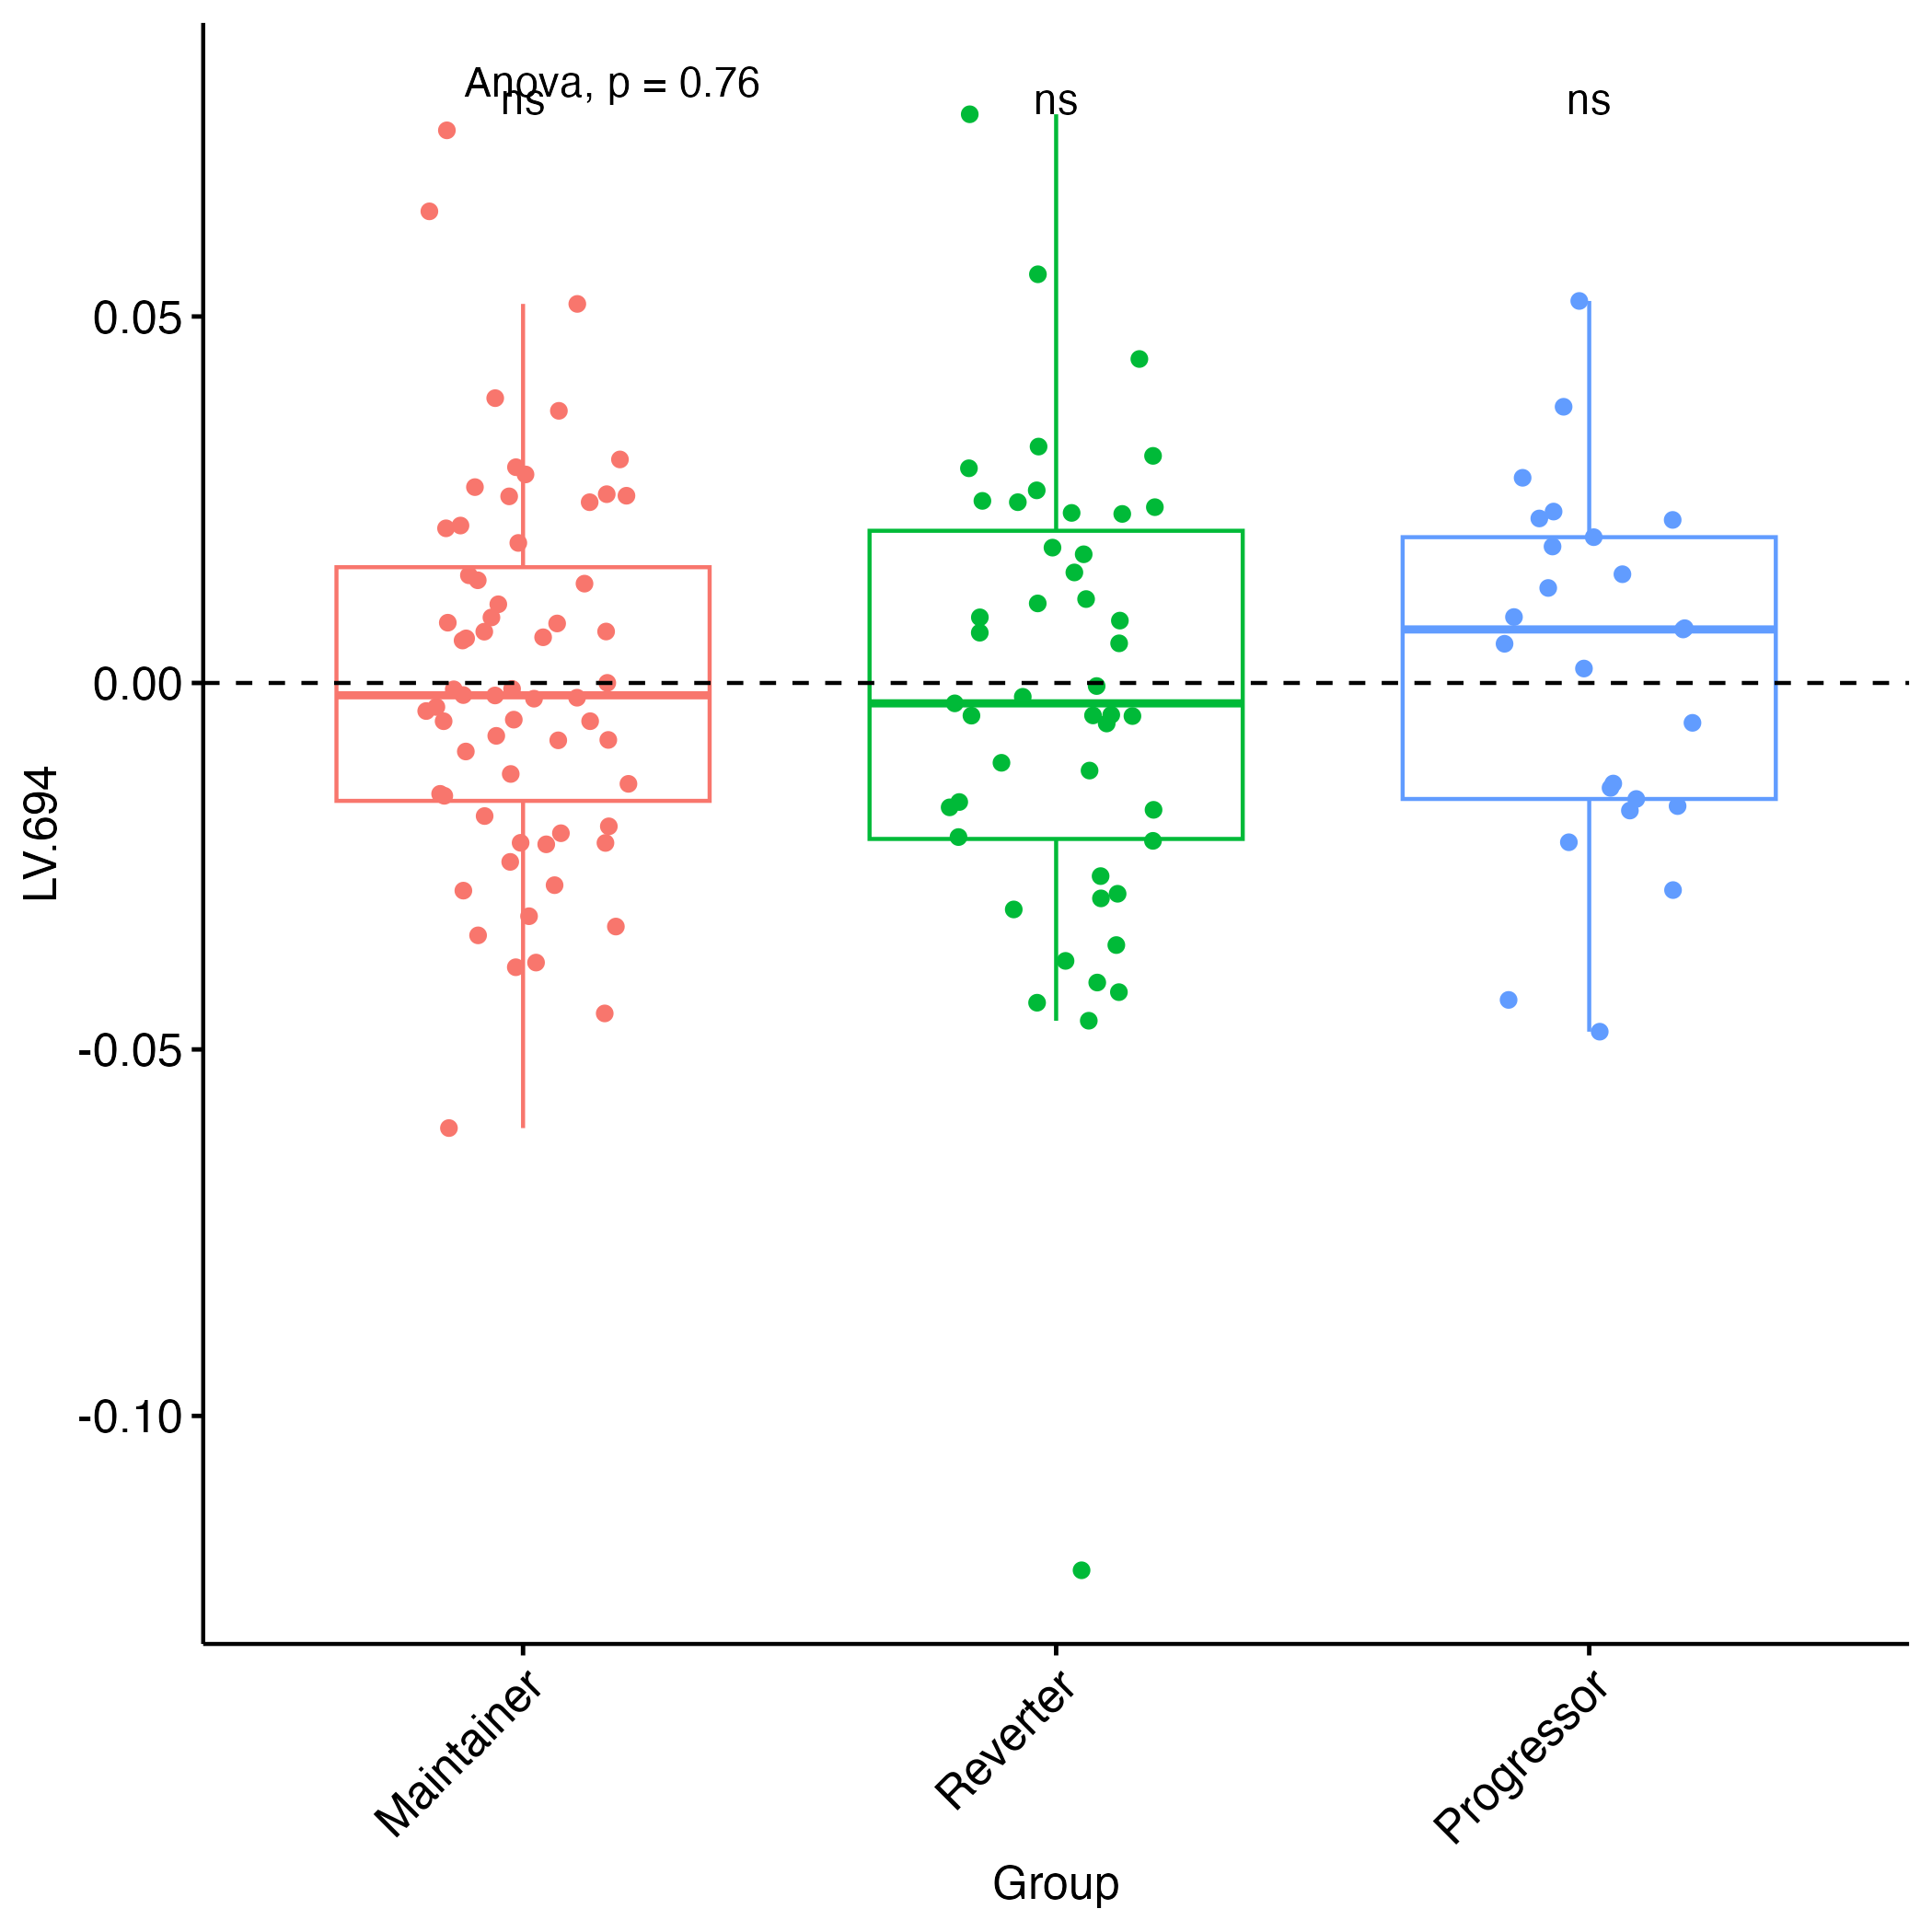 Anova, p = 0.76
ns
ns
ns
0.05
0.00
-0.05
-0.10
LV.694
Maintainer
Reverter
Progressor
Group